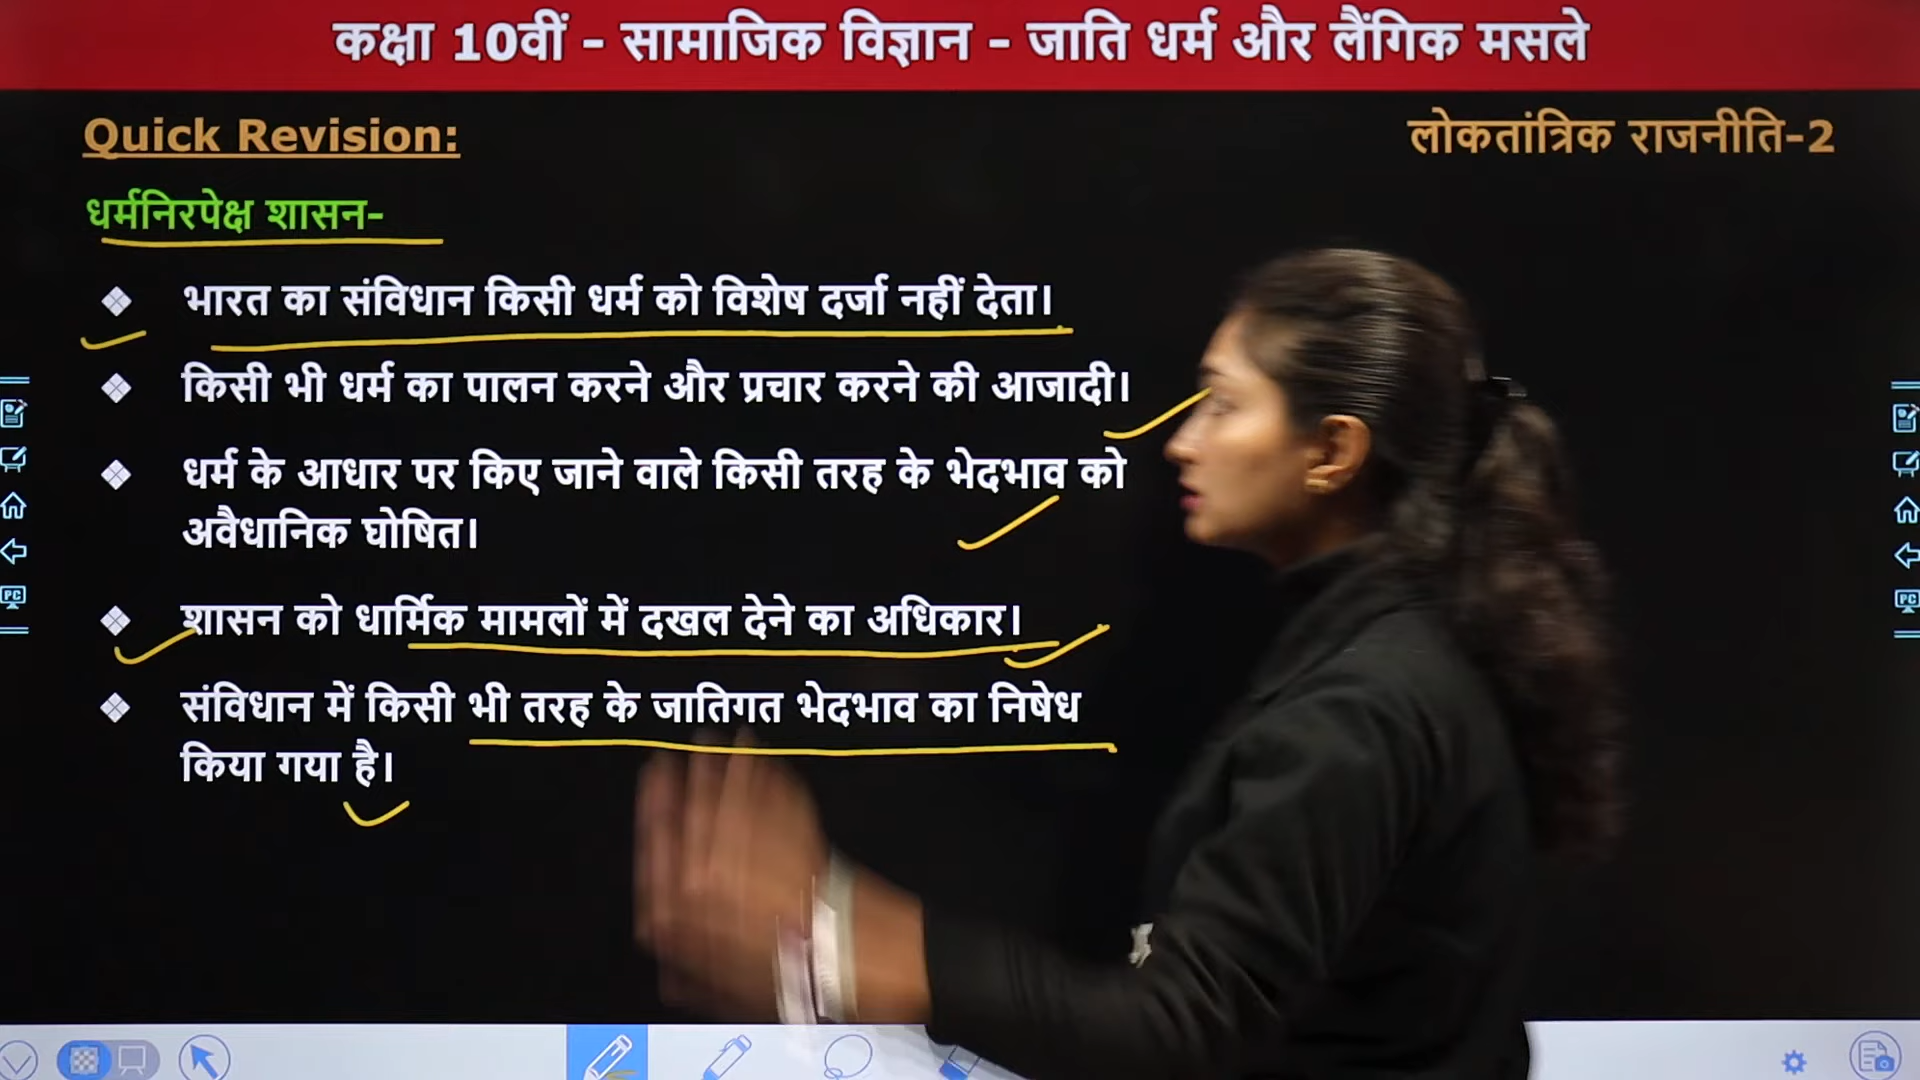 कक्षा 10वीं - सामाजिक विज्ञान - जाति धर्म और लैंगिक मसले
Quick Revision:
लोकतांत्रिक राजनीति-2
धर्मनिरपेक्ष शासन-
❖ भारत का संविधान किसी धर्म को विशेष दर्जा नहीं देता।
❖ किसी भी धर्म का पालन करने और प्रचार करने की आजादी।
❖ धर्म के आधार पर किए जाने वाले किसी तरह के भेदभाव को
अवैधानिक घोषित।
❖ शासन को धार्मिक मामलों में दखल देने का अधिकार।
❖ संविधान में किसी भी तरह के जातिगत भेदभाव का निषेध
किया गया है।
PC
PC